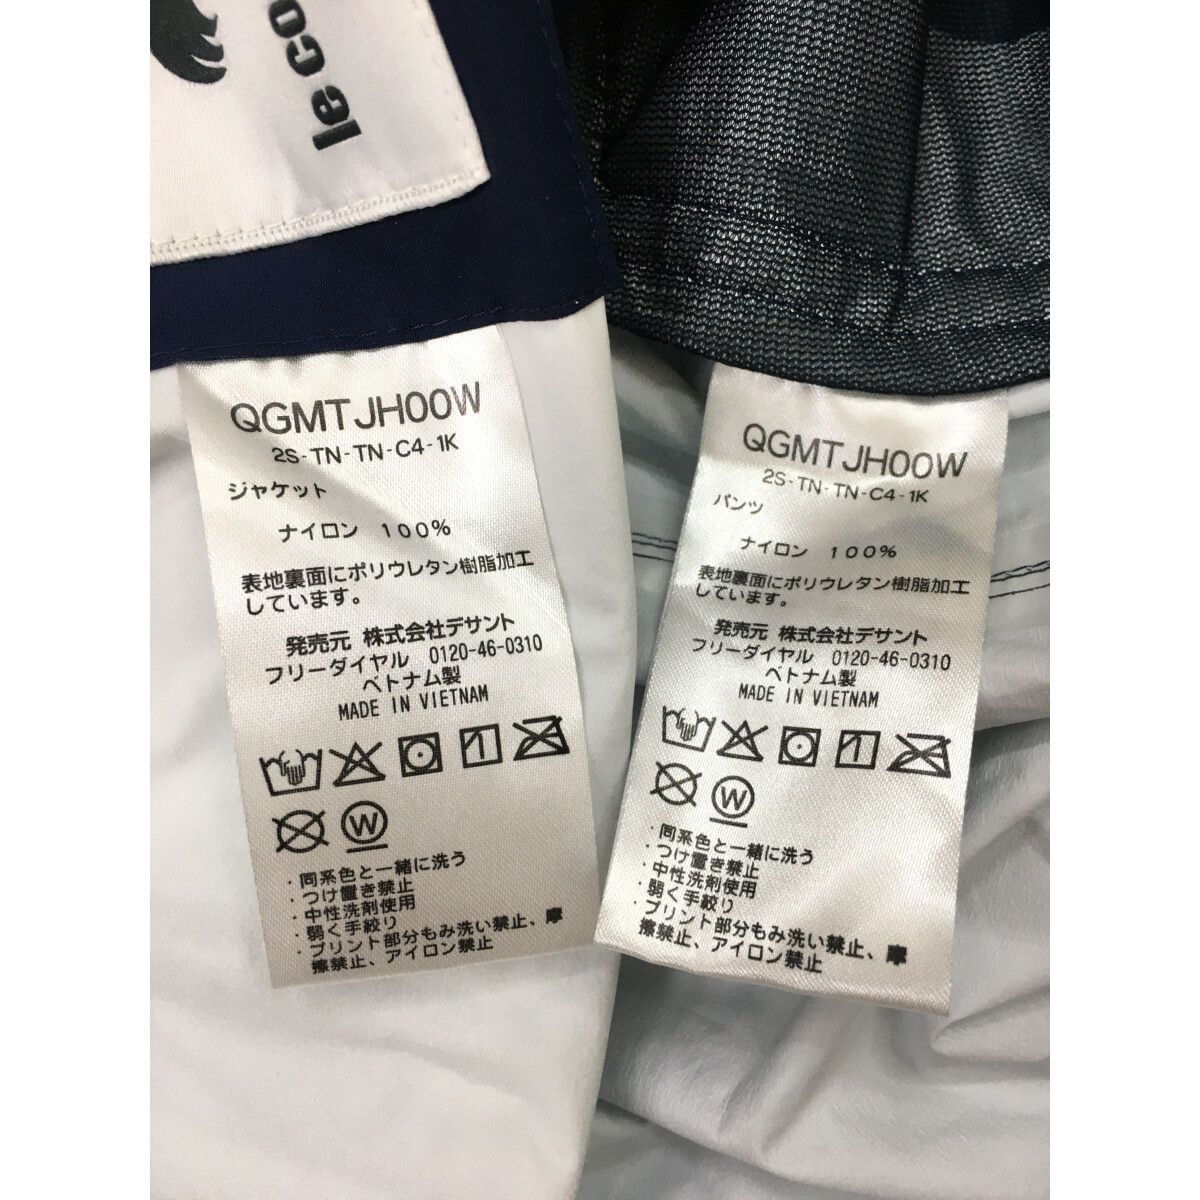 le co
QGMTJH00W
2S-TN-TN-C4-1K
ジャケット
ナイロン 100%
表地裏面にポリウレタン樹脂加工
しています。
発売元 株式会社デサント
フリーダイヤル 0120-46-0310
ベトナム製
MADE IN VIETNAM
W
・同系色と一緒に洗う
・つけ置き禁止
・中性洗剤使用
・弱く手絞り
・プリント部分もみ洗い禁止、摩
擦禁止、アイロン禁止
QGMTJH00W
2S-TN-TN-C4-1K
パンツ
ナイロン 100%
表地裏面にポリウレタン樹脂加工
しています。
発売元 株式会社デサント
フリーダイヤル 0120-46-0310
ベトナム製
MADE IN VIETNAM
W
・同系色と一緒に洗う
・つけ置き禁止
・中性洗剤使用
・弱く手絞り
・プリント部分もみ洗い禁止、摩
擦禁止、アイロン禁止